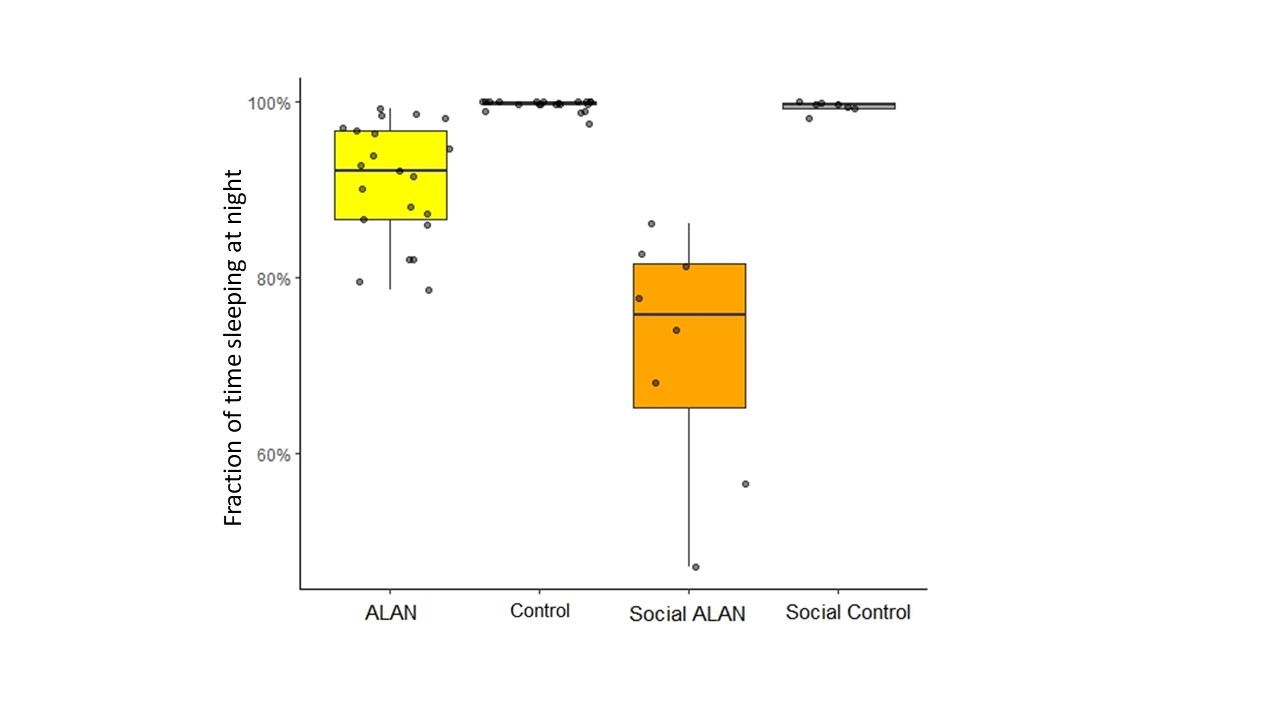 Fraction of time sleeping at night
100%
80%
60%
ALAN
Control
Social ALAN
Social Control